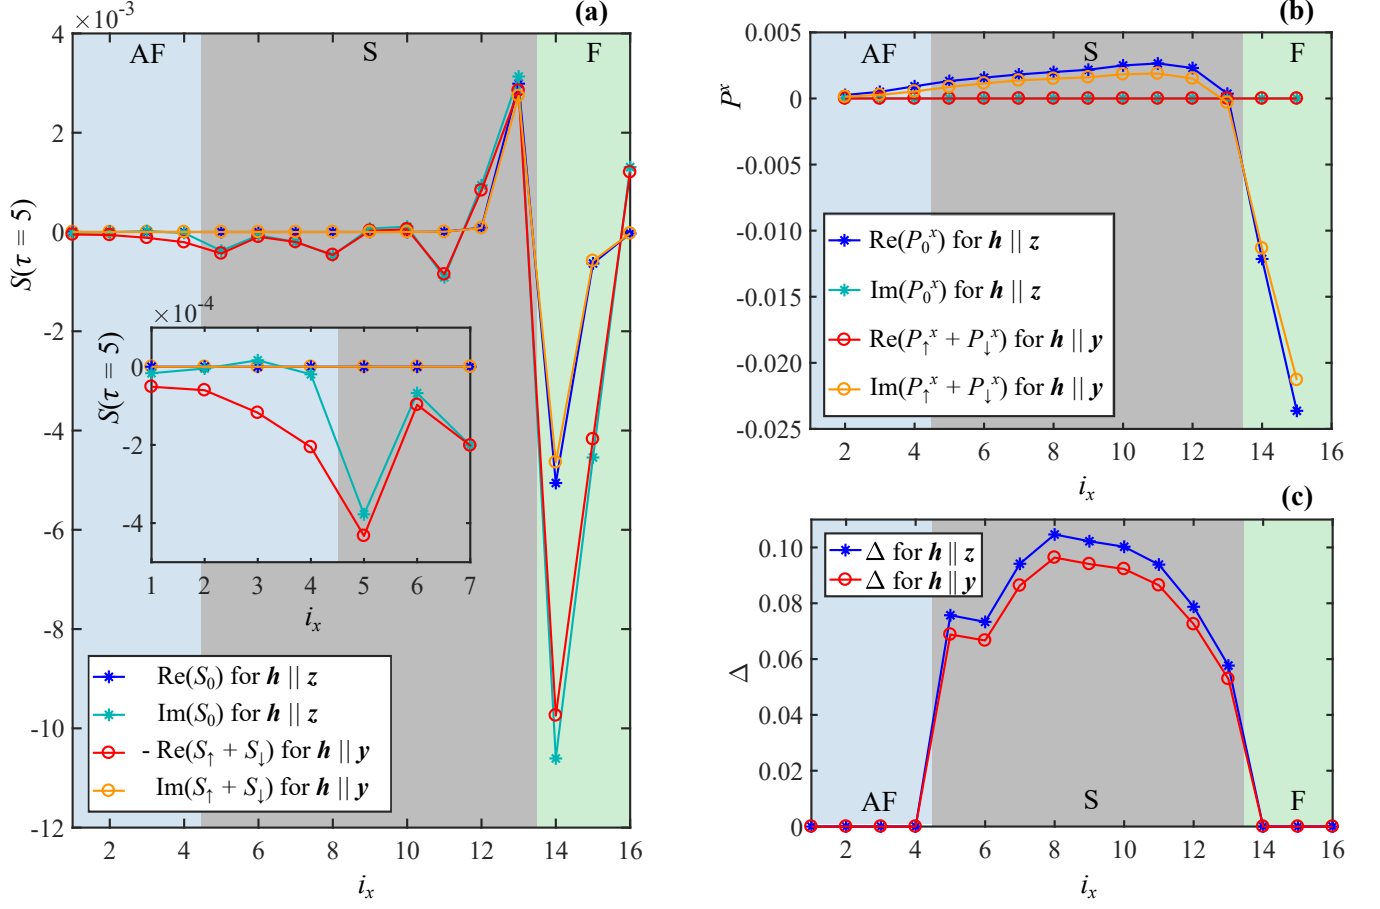 ×10⁻³
(a)
AF
S
F
4
2
0
-2
-4
-6
-8
-10
-12
S(τ = 5)
×10⁻⁴
0
-2
-4
S(τ = 5)
1 2 3 4 5 6 7
iₓ
Re(S₀) for h || z
Im(S₀) for h || z
- Re(S↑ + S↓) for h || y
Im(S↑ + S↓) for h || y
2 4 6 8 10 12 14 16
iₓ
(b)
AF
S
F
0.005
0
-0.005
-0.010
-0.015
-0.020
-0.025
Pˣ
Re(P₀ˣ) for h || z
Im(P₀ˣ) for h || z
Re(P↑ˣ + P↓ˣ) for h || y
Im(P↑ˣ + P↓ˣ) for h || y
2 4 6 8 10 12 14 16
iₓ
(c)
0.10
0.08
0.06
0.04
0.02
0
Δ
Δ for h || z
Δ for h || y
AF
S
F
2 4 6 8 10 12 14 16
iₓ